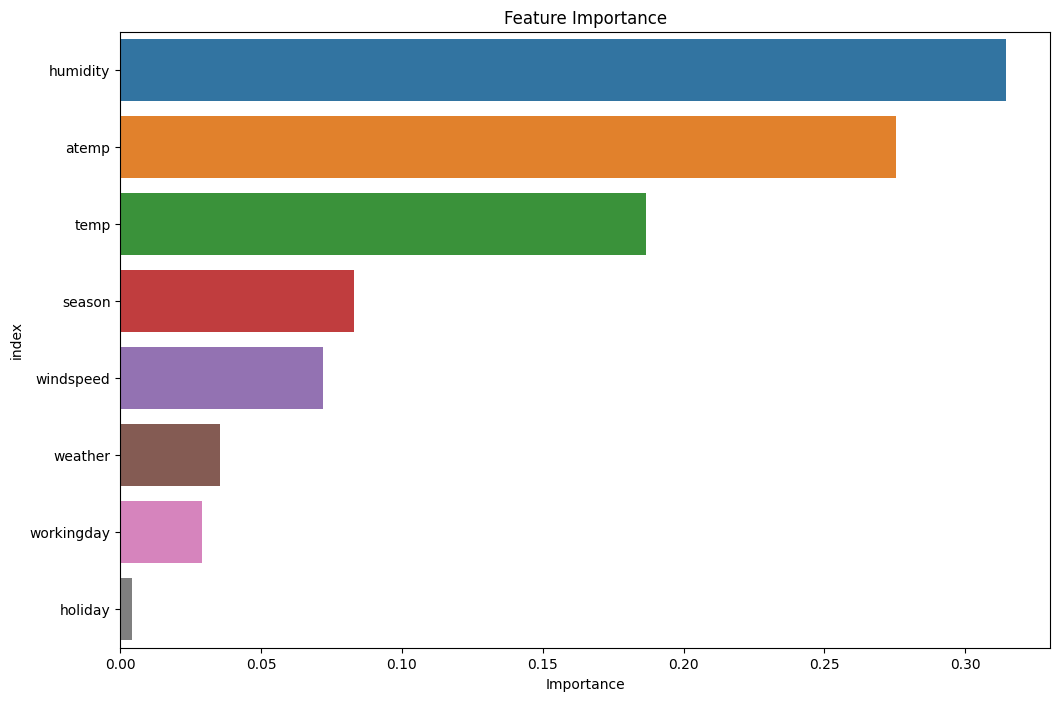 Feature Importance
humidity
atemp
temp
season
index
windspeed
weather
workingday
holiday
0.00 0.05 0.10 0.15 0.20 0.25 0.30
Importance